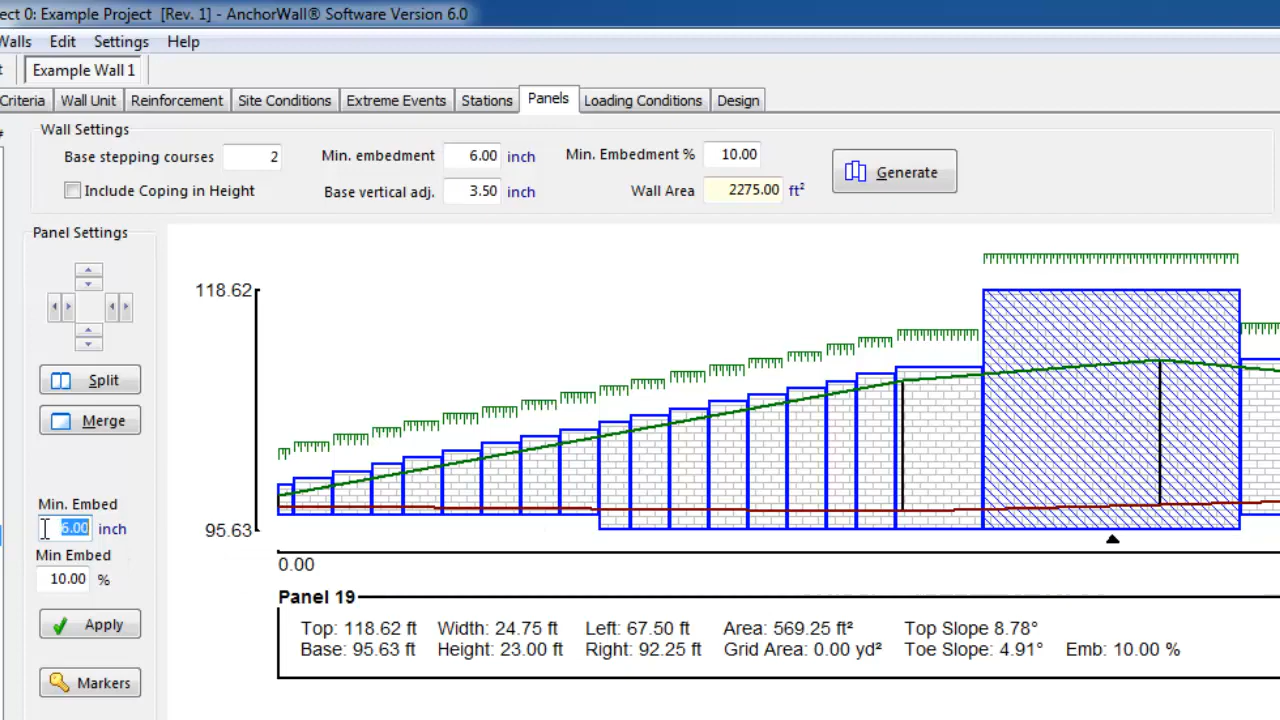 ect 0: Example Project [Rev. 1] - AnchorWall® Software Version 6.0
Walls Edit Settings Help
t Example Wall 1
Criteria Wall Unit Reinforcement Site Conditions Extreme Events Stations Panels Loading Conditions Design
Wall Settings
Base stepping courses 2 Min. embedment 6.00 inch Min. Embedment % 10.00 Generate
Include Coping in Height Base vertical adj. 3.50 inch Wall Area 2275.00 ft²
Panel Settings
118.62
Split
Merge
Min. Embed
6.00 inch
95.63
Min Embed
0.00
10.00 %
Panel 19
Apply
Top: 118.62 ft Width: 24.75 ft Left: 67.50 ft Area: 569.25 ft² Top Slope 8.78°
Base: 95.63 ft Height: 23.00 ft Right: 92.25 ft Grid Area: 0.00 yd² Toe Slope: 4.91° Emb: 10.00 %
Markers